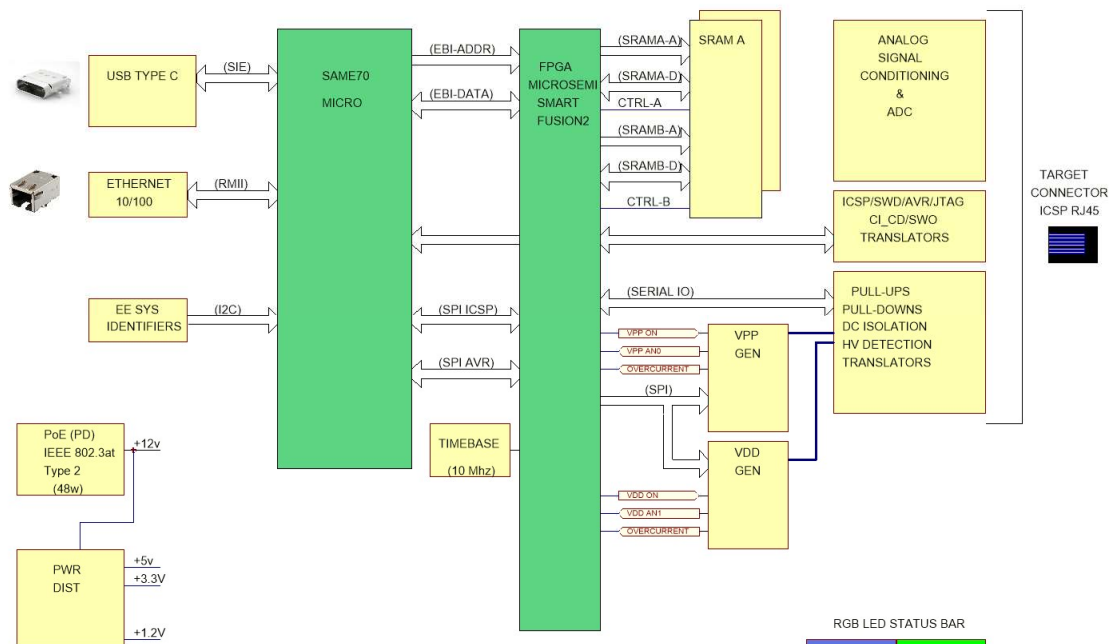 USB TYPE C
(SIE)
SAME70
MICRO
(EBI-ADDR)
(EBI-DATA)
FPGA
MICROSEMI
SMART
FUSION2
(SRAMA-A)
(SRAMA-D)
CTRL-A
(SRAMB-A)
(SRAMB-D)
CTRL-B
SRAM A
ANALOG
SIGNAL
CONDITIONING
&
ADC
ETHERNET
10/100
(RMII)
ICSP/SWD/AVR/JTAG
CI_CD/SWO
TRANSLATORS
TARGET
CONNECTOR
ICSP RJ45
EE SYS
IDENTIFIERS
(I2C)
(SPI ICSP)
(SPI AVR)
(SERIAL IO)
PULL-UPS
PULL-DOWNS
DC ISOLATION
HV DETECTION
TRANSLATORS
VPP ON
VPP AN0
OVERCURRENT
VPP
GEN
(SPI)
PoE (PD)
IEEE 802.3at
Type 2
(48w)
+12v
TIMEBASE
(10 Mhz)
VDD
GEN
VDD ON
VDD AN1
OVERCURRENT
PWR
DIST
+5v
+3.3V
+1.2V
RGB LED STATUS BAR